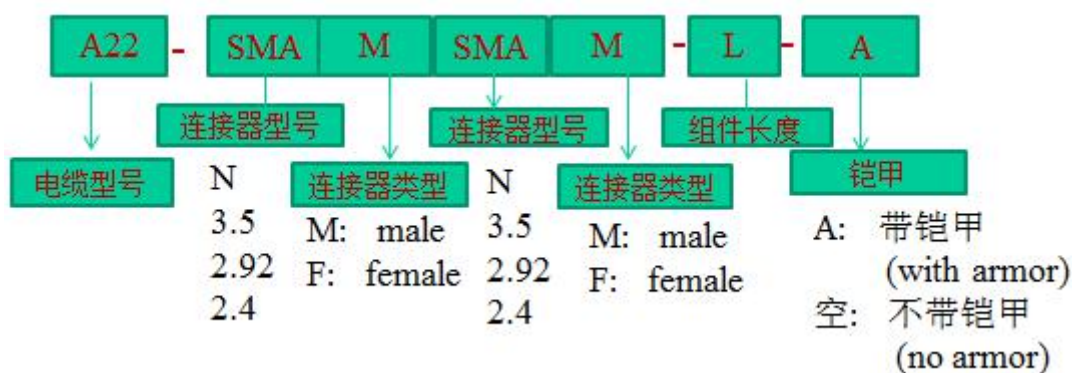 A22 - SMA M SMA M - L - A
连接器型号 连接器型号 组件长度
电缆型号 连接器类型 连接器类型 铠甲
N N
3.5 M: male 3.5 M: male A: 带铠甲
2.92 F: female 2.92 F: female (with armor)
2.4 2.4 空: 不带铠甲
(no armor)